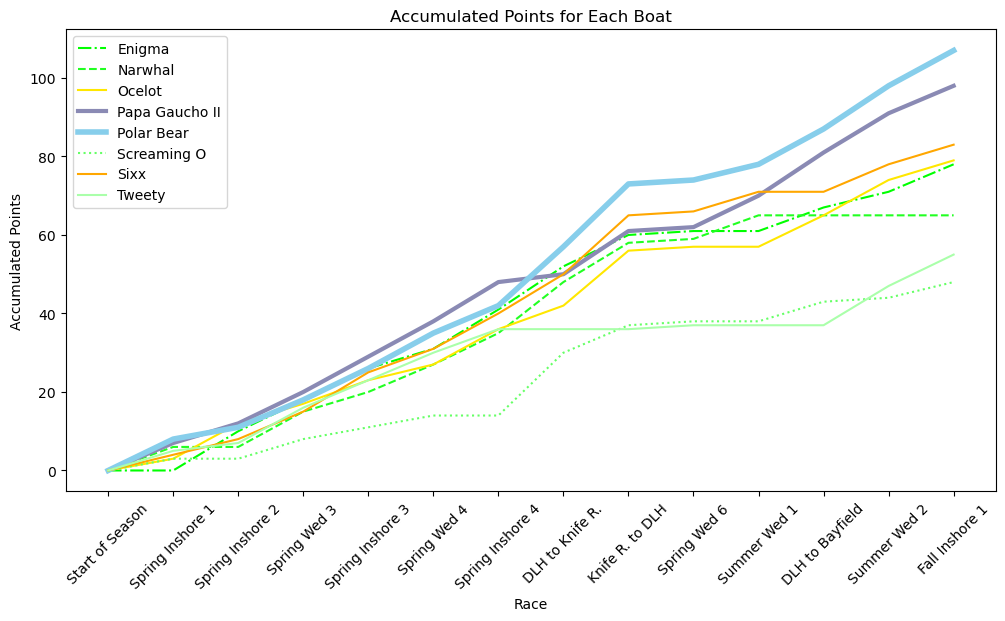 Accumulated Points for Each Boat
Enigma
Narwhal
Ocelot
Papa Gaucho II
Polar Bear
Screaming O
Sixx
Tweety
Accumulated Points
100
80
60
40
20
0
Start of Season
Spring Inshore 1
Spring Inshore 2
Spring Wed 3
Spring Inshore 3
Spring Wed 4
Spring Inshore 4
DLH to Knife R.
Knife R. to DLH
Spring Wed 6
Summer Wed 1
DLH to Bayfield
Summer Wed 2
Fall Inshore 1
Race